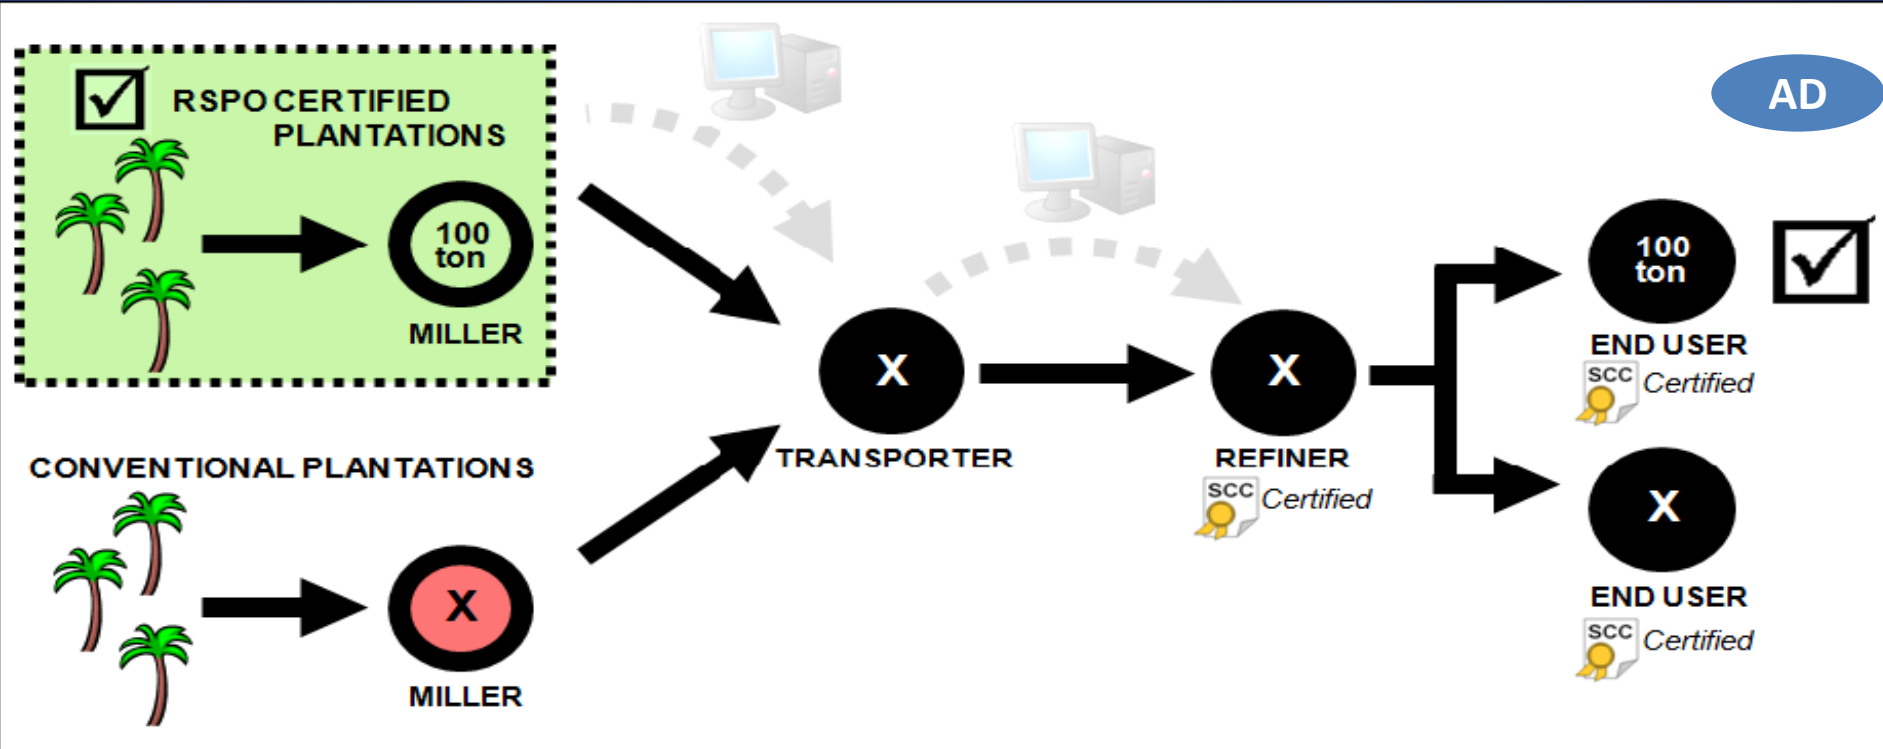 RSPO CERTIFIED
PLANTATIONS
100
ton
MILLER
CONVENTIONAL PLANTATIONS
X
MILLER
X
TRANSPORTER
X
REFINER
SCC
Certified
AD
100
ton
END USER
SCC
Certified
X
END USER
SCC
Certified